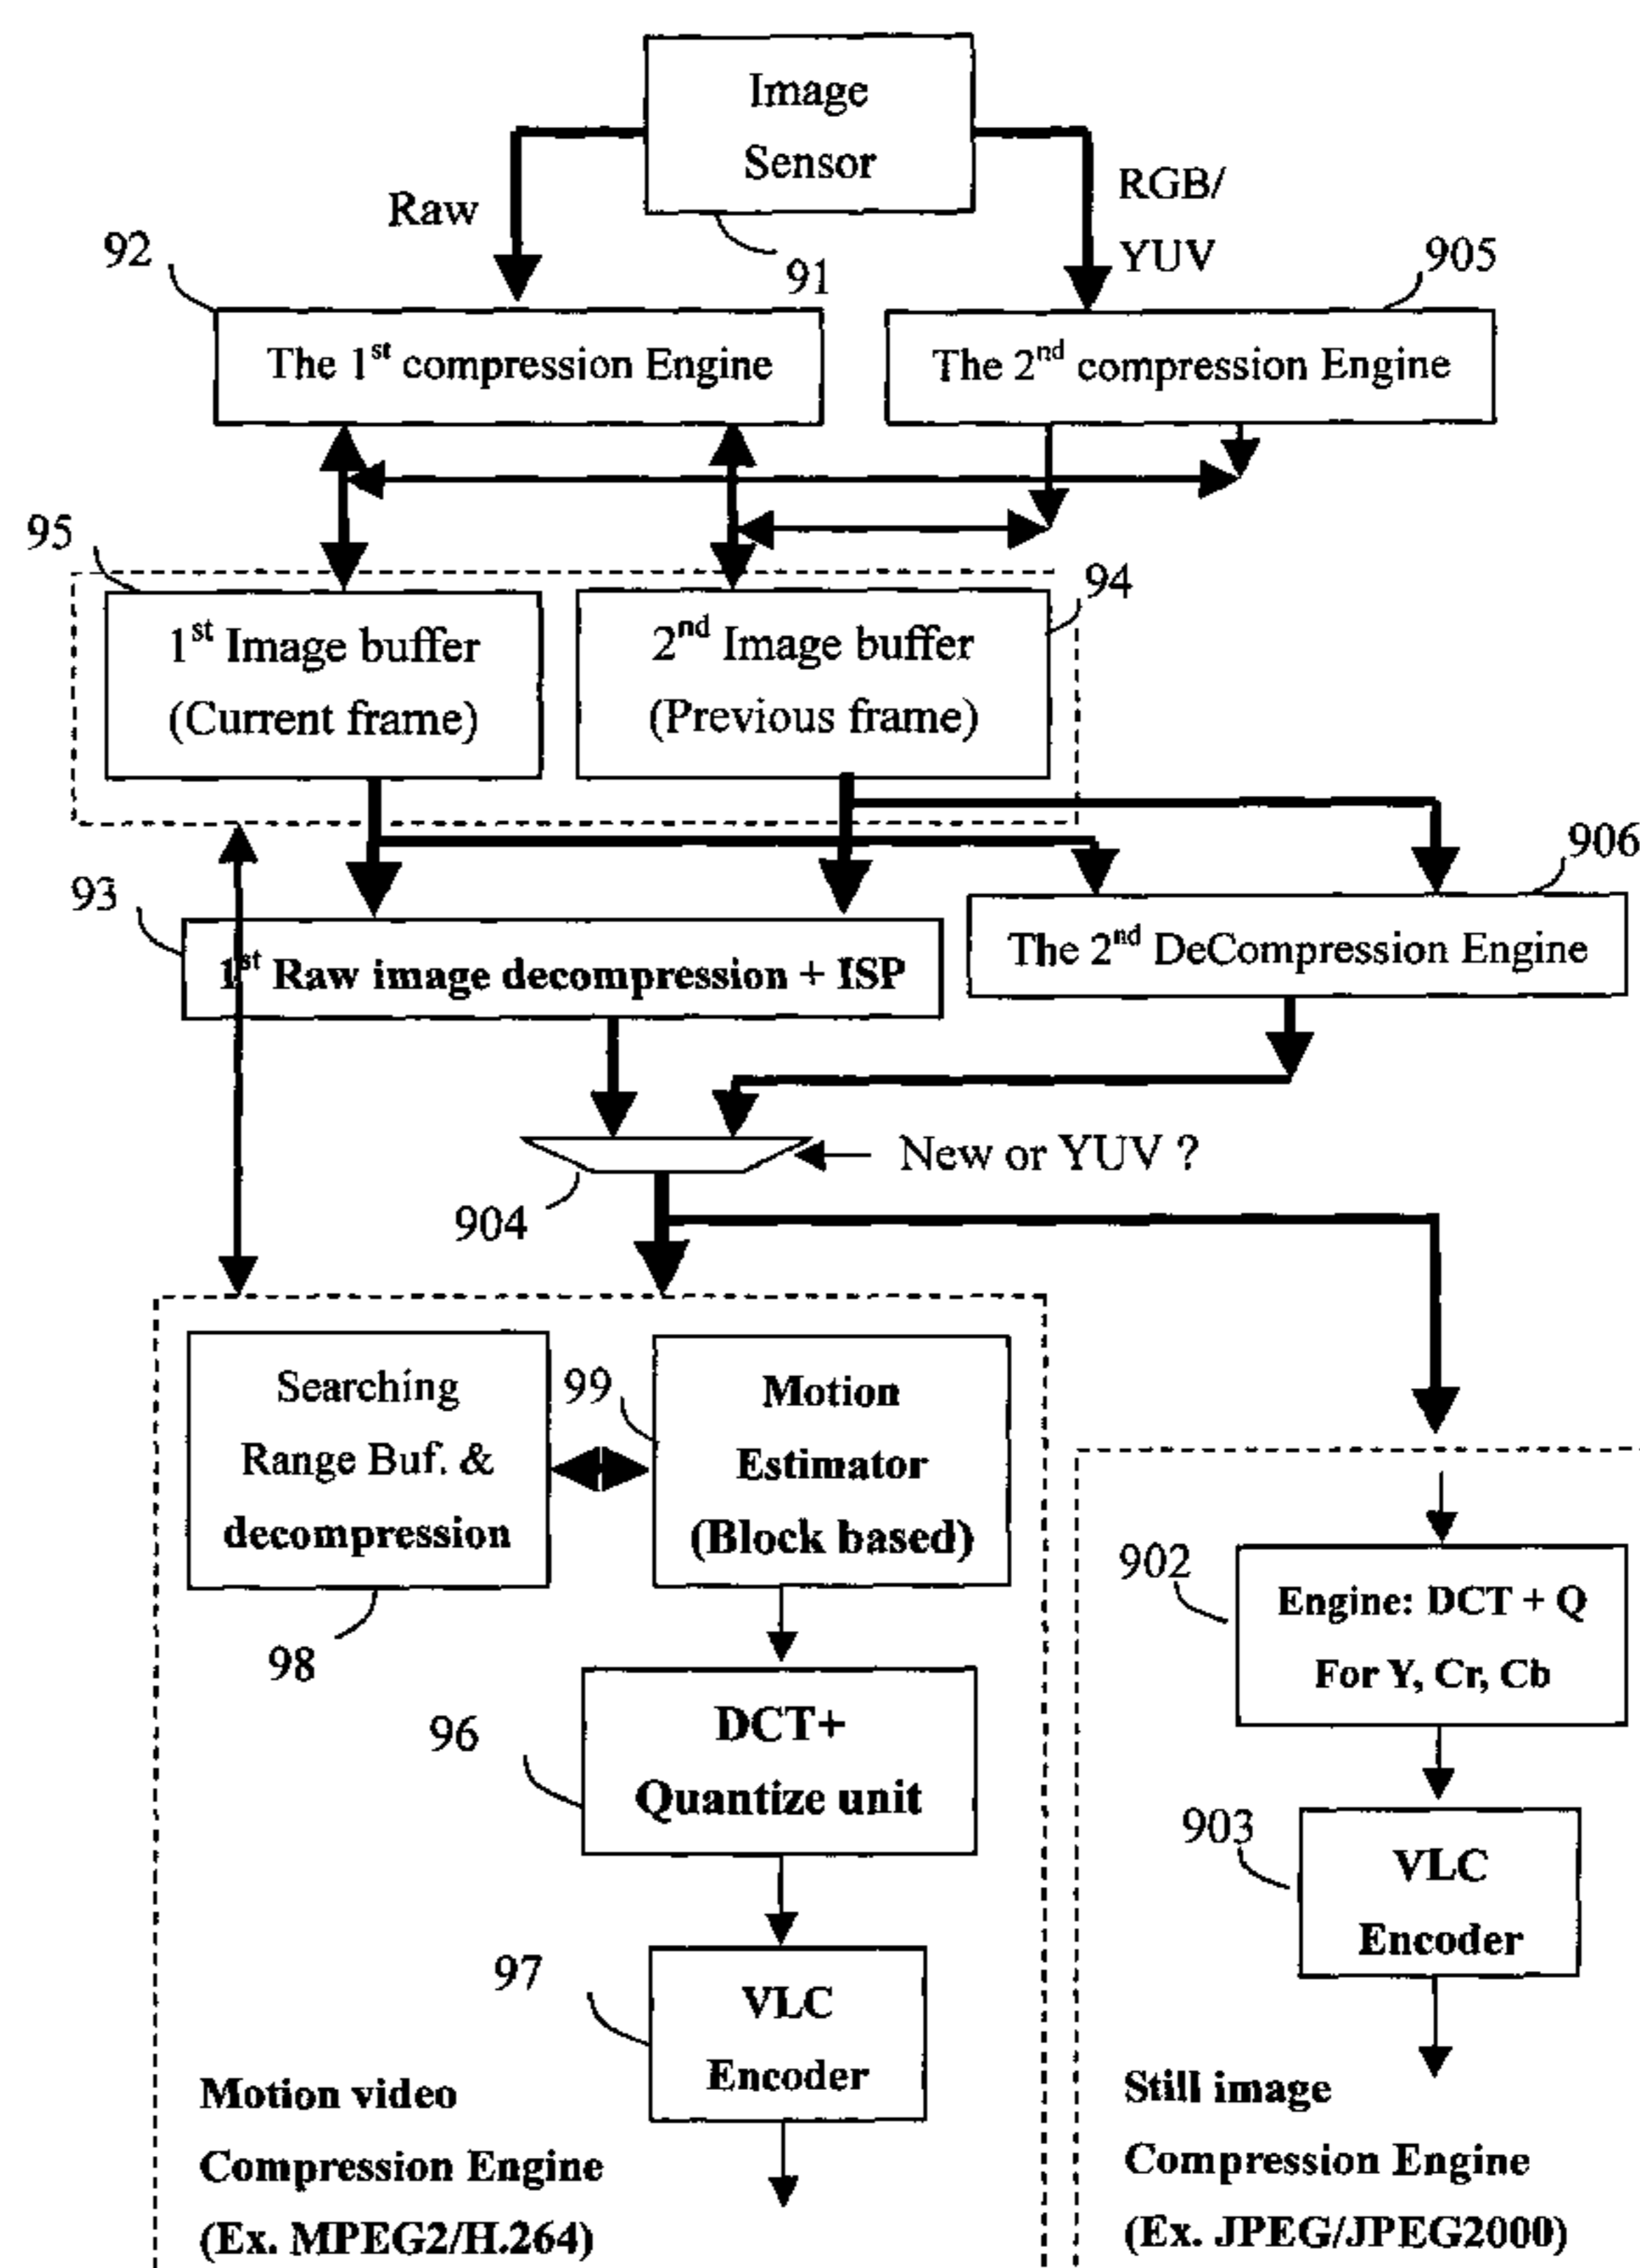 Image
Sensor
Raw
RGB/
YUV
91
92
905
The 1st compression Engine
The 2nd compression Engine
95
94
1st Image buffer
(Current frame)
2nd Image buffer
(Previous frame)
906
93
1st Raw image decompression + ISP
The 2nd DeCompression Engine
New or YUV ?
904
Searching
Range Buf. &
decompression
98
99
Motion
Estimator
(Block based)
902
Engine: DCT + Q
For Y, Cr, Cb
96
DCT+
Quantize unit
903
VLC
Encoder
97
VLC
Encoder
Motion video
Compression Engine
(Ex. MPEG2/H.264)
Still image
Compression Engine
(Ex. JPEG/JPEG2000)